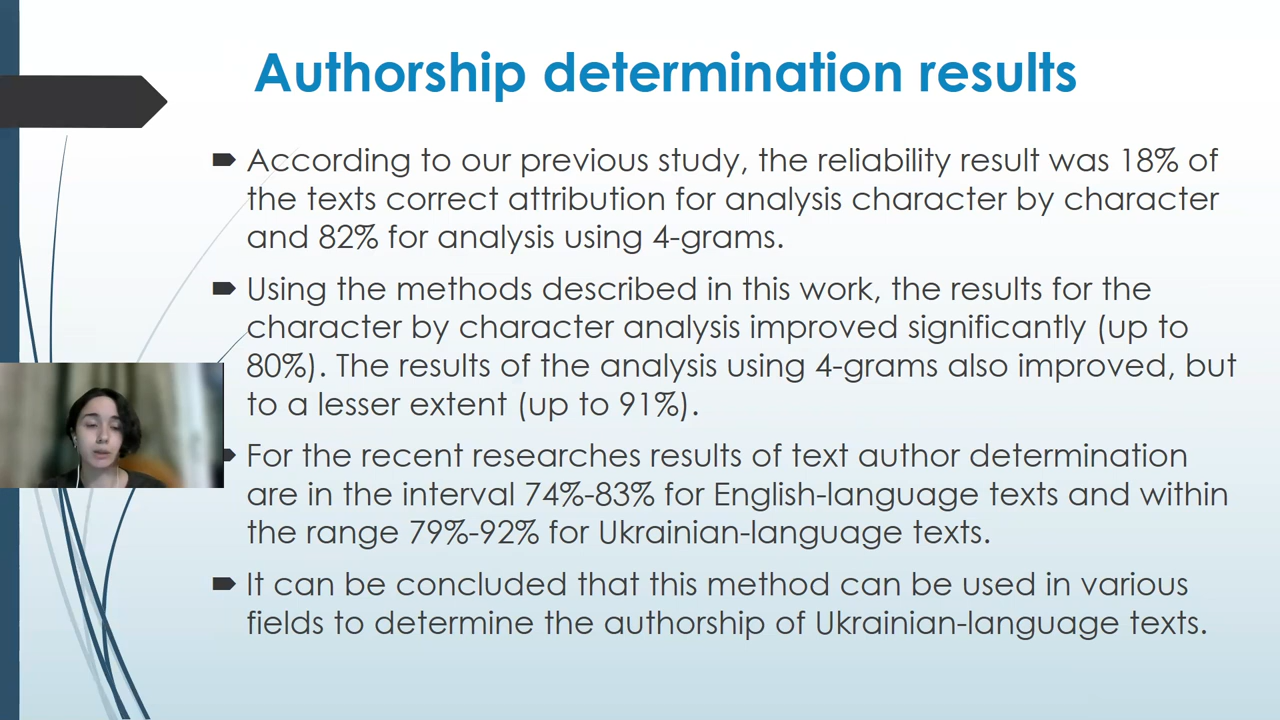 Authorship determination results
According to our previous study, the reliability result was 18% of
the texts correct attribution for analysis character by character
and 82% for analysis using 4-grams.
Using the methods described in this work, the results for the
character by character analysis improved significantly (up to
80%). The results of the analysis using 4-grams also improved, but
to a lesser extent (up to 91%).
For the recent researches results of text author determination
are in the interval 74%-83% for English-language texts and within
the range 79%-92% for Ukrainian-language texts.
It can be concluded that this method can be used in various
fields to determine the authorship of Ukrainian-language texts.